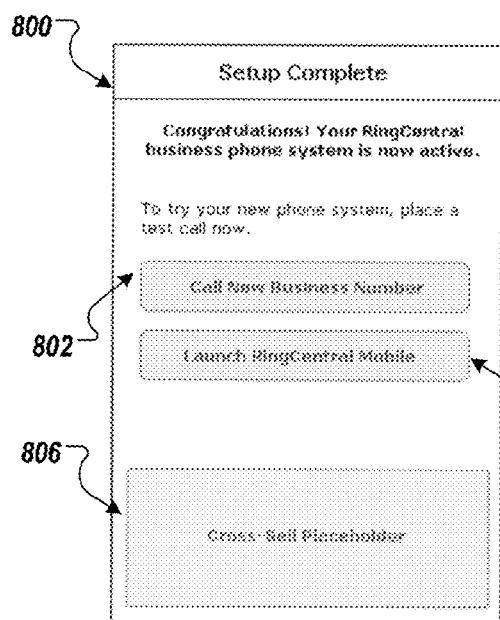 800
Setup Complete
Congratulations! Your RingCentral
business phone system is now active.
To try your new phone system, place a
test call now.
Call New Business Number
802
Launch RingCentral Mobile
806
Cross-Sell Placeholder